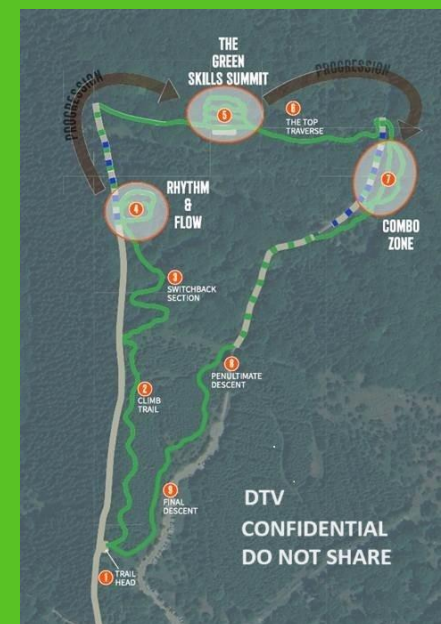 THE
GREEN
SKILLS SUMMIT
PROGRESSION
PROGRESSION
5
6
THE TOP
TRAVERSE
7
COMBO
ZONE
4
RHYTHM
&
FLOW
3
SWITCHBACK
SECTION
8
PENULTIMATE
DESCENT
2
CLIMB
TRAIL
9
FINAL
DESCENT
1
TRAIL
HEAD
DTV
CONFIDENTIAL
DO NOT SHARE